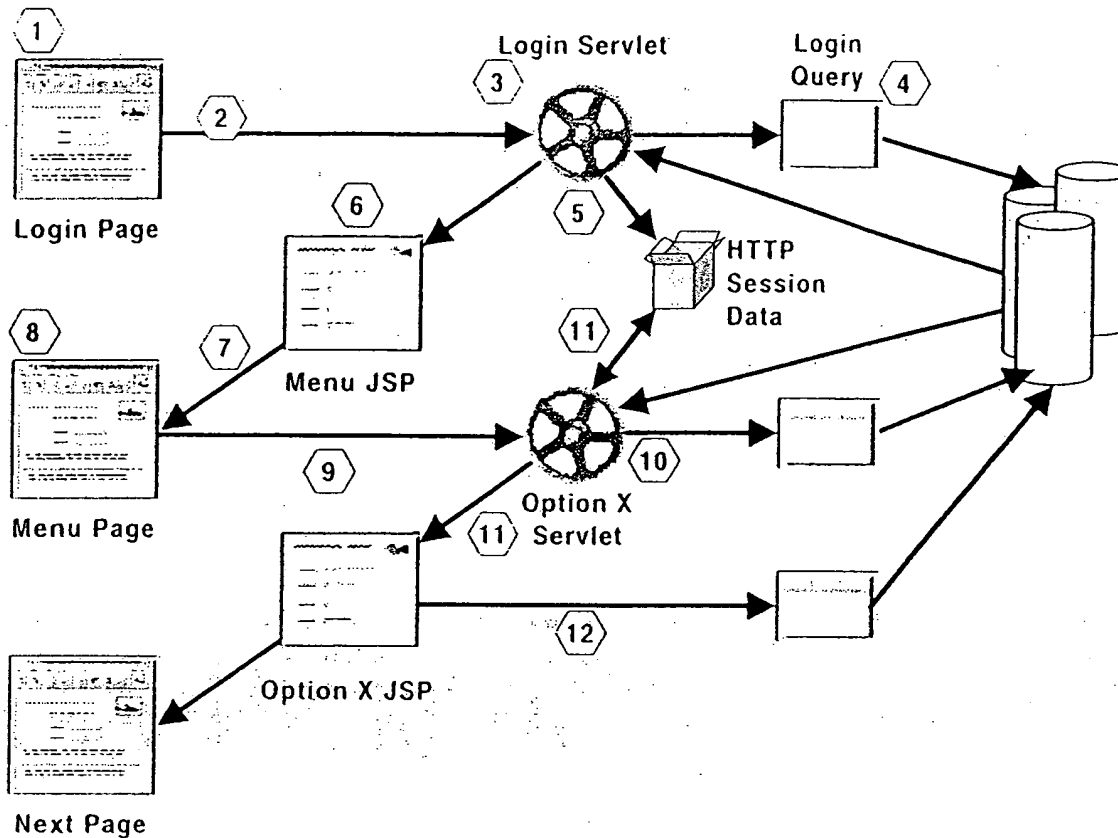 1
Login Servlet
Login
Query
3
4
2
Login Page
6
5
HTTP
Session
Data
8
7
11
Menu JSP
9
10
Menu Page
Option X
Servlet
11
12
Option X JSP
Next Page